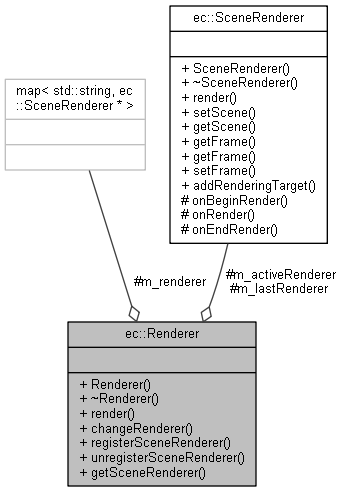 ec::SceneRenderer
+ SceneRenderer()
+ ~SceneRenderer()
+ render()
+ setScene()
+ getScene()
+ getFrame()
+ getFrame()
+ setFrame()
+ addRenderingTarget()
# onBeginRender()
# onRender()
# onEndRender()
map< std::string, ec
::SceneRenderer * >
#m_renderer
#m_activeRenderer
#m_lastRenderer
ec::Renderer
+ Renderer()
+ ~Renderer()
+ render()
+ changeRenderer()
+ registerSceneRenderer()
+ unregisterSceneRenderer()
+ getSceneRenderer()